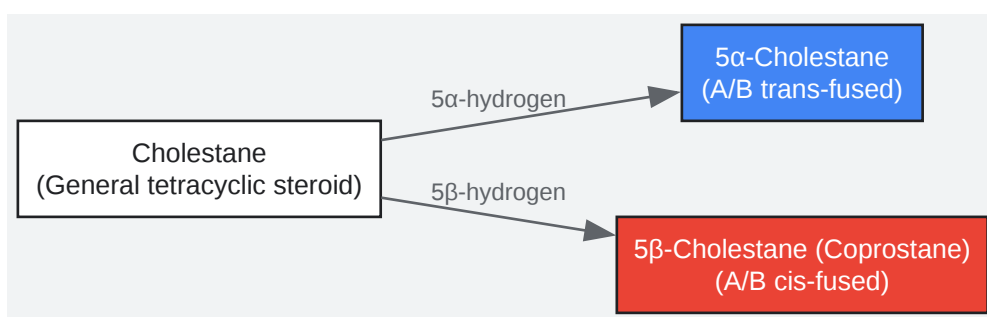 5α-Cholestane
(A/B trans-fused)
5α-hydrogen
Cholestane
(General tetracyclic steroid)
5β-hydrogen
5β-Cholestane (Coprostane)
(A/B cis-fused)